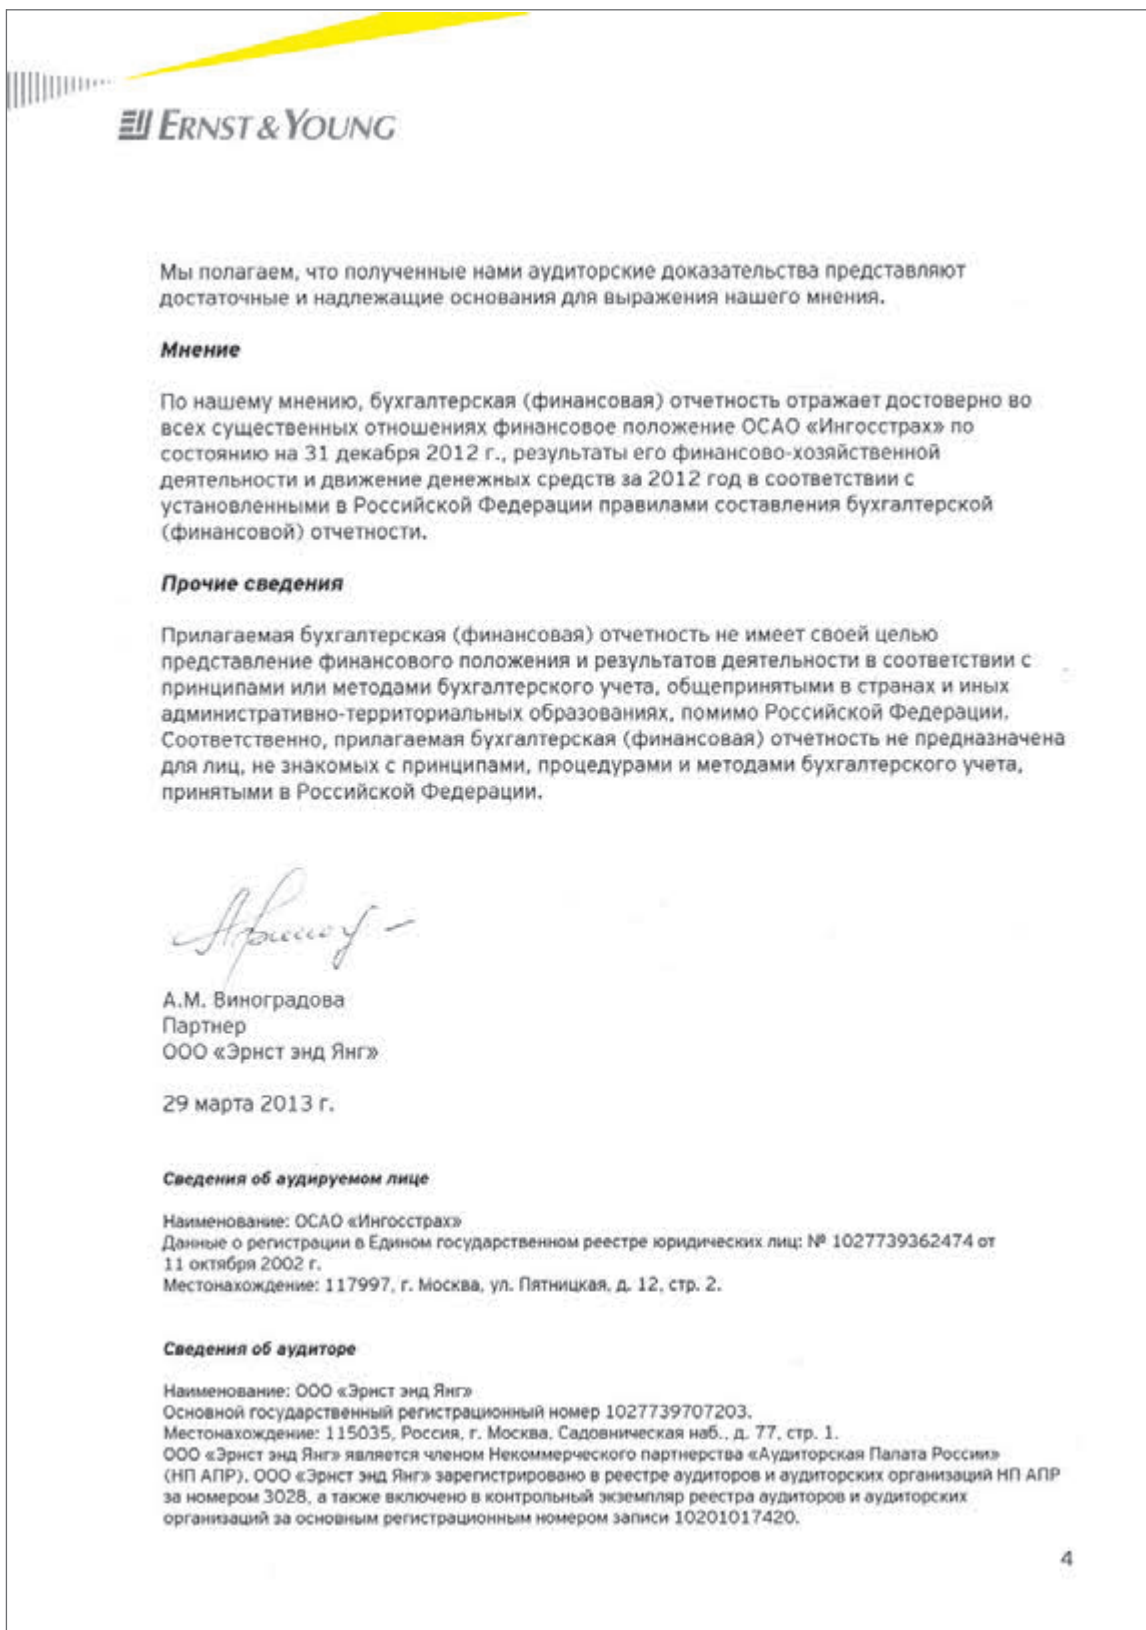 ERNST & YOUNG
Мы полагаем, что полученные нами аудиторские доказательства представляют
достаточные и надлежащие основания для выражения нашего мнения.
Мнение
По нашему мнению, бухгалтерская (финансовая) отчетность отражает достоверно во
всех существенных отношениях финансовое положение ОСАО «Ингосстрах» по
состоянию на 31 декабря 2012 г., результаты его финансово-хозяйственной
деятельности и движение денежных средств за 2012 год в соответствии с
установленными в Российской Федерации правилами составления бухгалтерской
(финансовой) отчетности.
Прочие сведения
Прилагаемая бухгалтерская (финансовая) отчетность не имеет своей целью
представление финансового положения и результатов деятельности в соответствии с
принципами или методами бухгалтерского учета, общепринятыми в странах и иных
административно-территориальных образованиях, помимо Российской Федерации.
Соответственно, прилагаемая бухгалтерская (финансовая) отчетность не предназначена
для лиц, не знакомых с принципами, процедурами и методами бухгалтерского учета,
принятыми в Российской Федерации.
А.М. Виноградова
Партнер
ООО «Эрнст энд Янг»
29 марта 2013 г.
Сведения об аудируемом лице
Наименование: ОСАО «Ингосстрах»
Данные о регистрации в Едином государственном реестре юридических лиц: № 1027739362474 от
11 октября 2002 г.
Местонахождение: 117997, г. Москва, ул. Пятницкая, д. 12, стр. 2.
Сведения об аудиторе
Наименование: ООО «Эрнст энд Янг»
Основной государственный регистрационный номер 1027739707203.
Местонахождение: 115035, Россия, г. Москва, Садовническая наб., д. 77, стр. 1.
ООО «Эрнст энд Янг» является членом Некоммерческого партнерства «Аудиторская Палата России»
(НП АПР). ООО «Эрнст энд Янг» зарегистрировано в реестре аудиторов и аудиторских организаций НП АПР
за номером 3028, а также включено в контрольный экземпляр реестра аудиторов и аудиторских
организаций за основным регистрационным номером записи 10201017420.
4